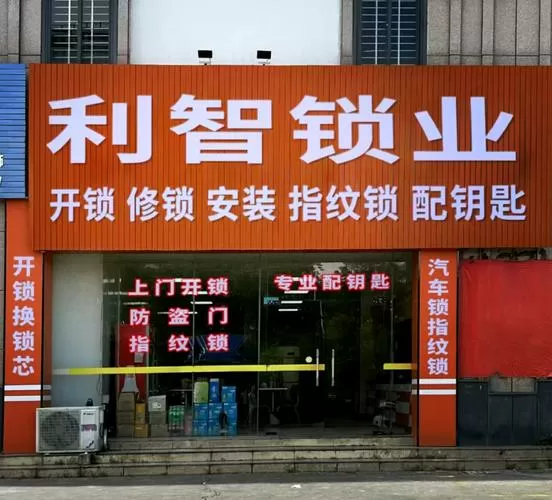 利智锁业
开锁 修锁 安装 指纹锁 配钥匙
开锁换锁芯
上门开锁
防盗门
指纹锁
专业配钥匙
汽车锁指纹锁